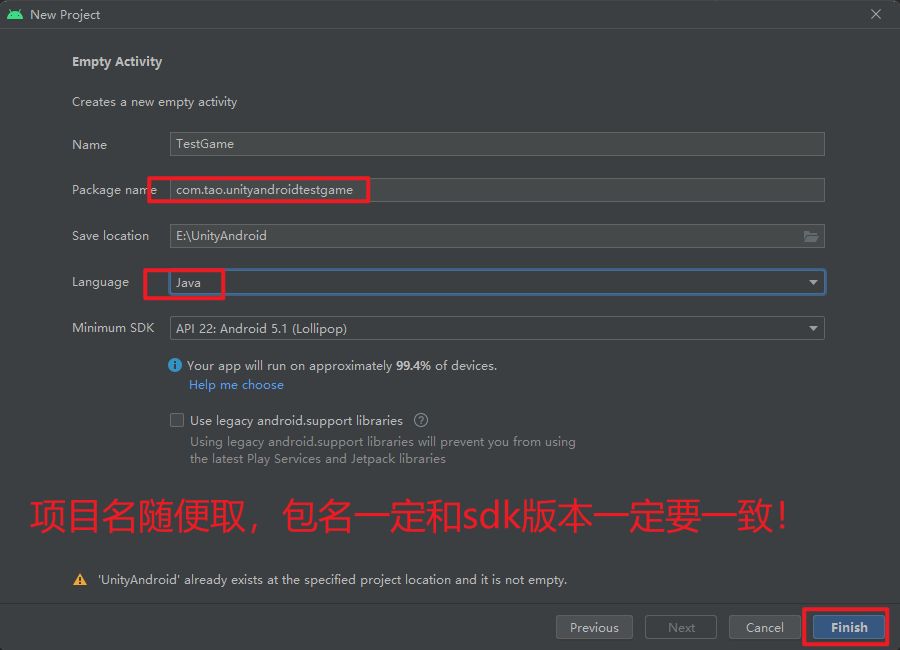 New Project
Empty Activity
Creates a new empty activity
Name TestGame
Package name com.tao.unityandroidtestgame
Save location E:\UnityAndroid
Language Java
Minimum SDK API 22: Android 5.1 (Lollipop)
Your app will run on approximately 99.4% of devices.
Help me choose
Use legacy android.support libraries ?
Using legacy android.support libraries will prevent you from using
the latest Play Services and Jetpack libraries
项目名随便取，包名一定和sdk版本一定要一致！
'UnityAndroid' already exists at the specified project location and it is not empty.
Previous Next Cancel Finish